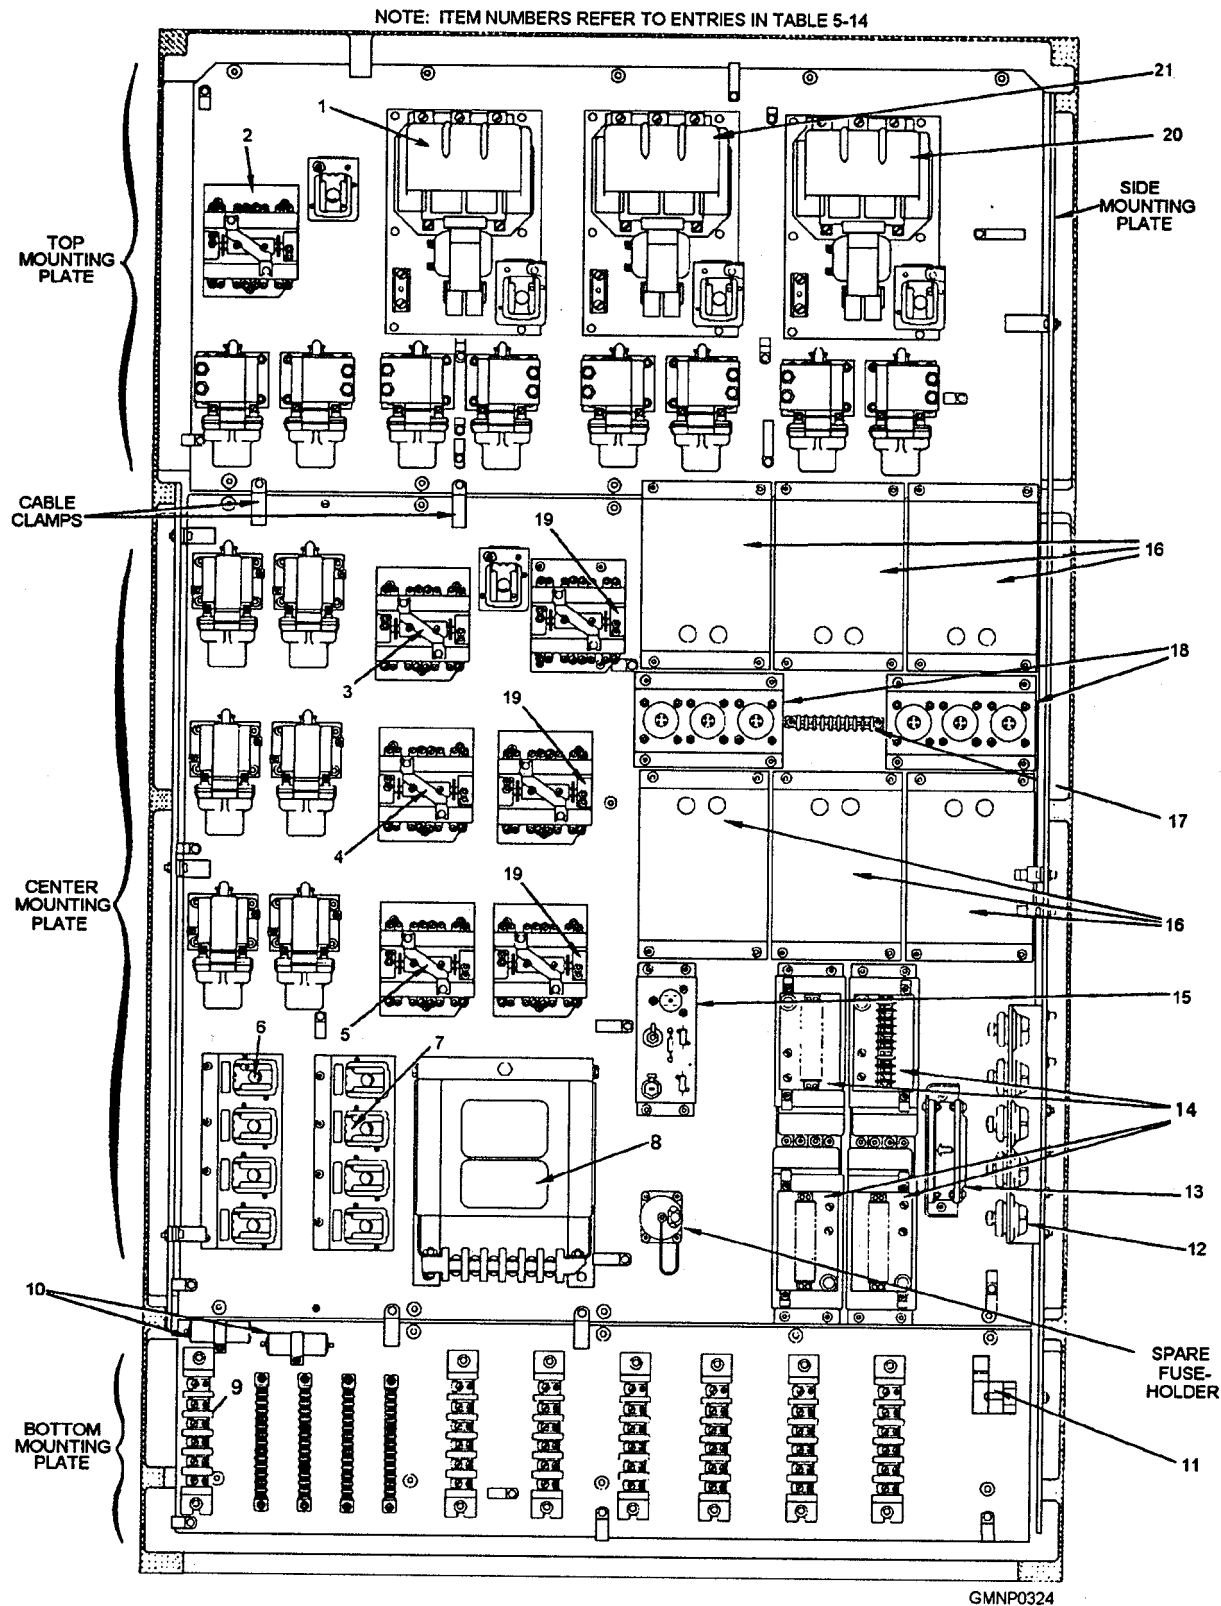 NOTE: ITEM NUMBERS REFER TO ENTRIES IN TABLE 5-14
21
1
20
2
SIDE
MOUNTING
PLATE
TOP
MOUNTING
PLATE
CABLE
CLAMPS
19
16
18
3
19
17
4
19
CENTER
MOUNTING
PLATE
16
15
5
6
7
14
8
13
12
10
SPARE
FUSE-
HOLDER
9
BOTTOM
MOUNTING
PLATE
11
GMNP0324